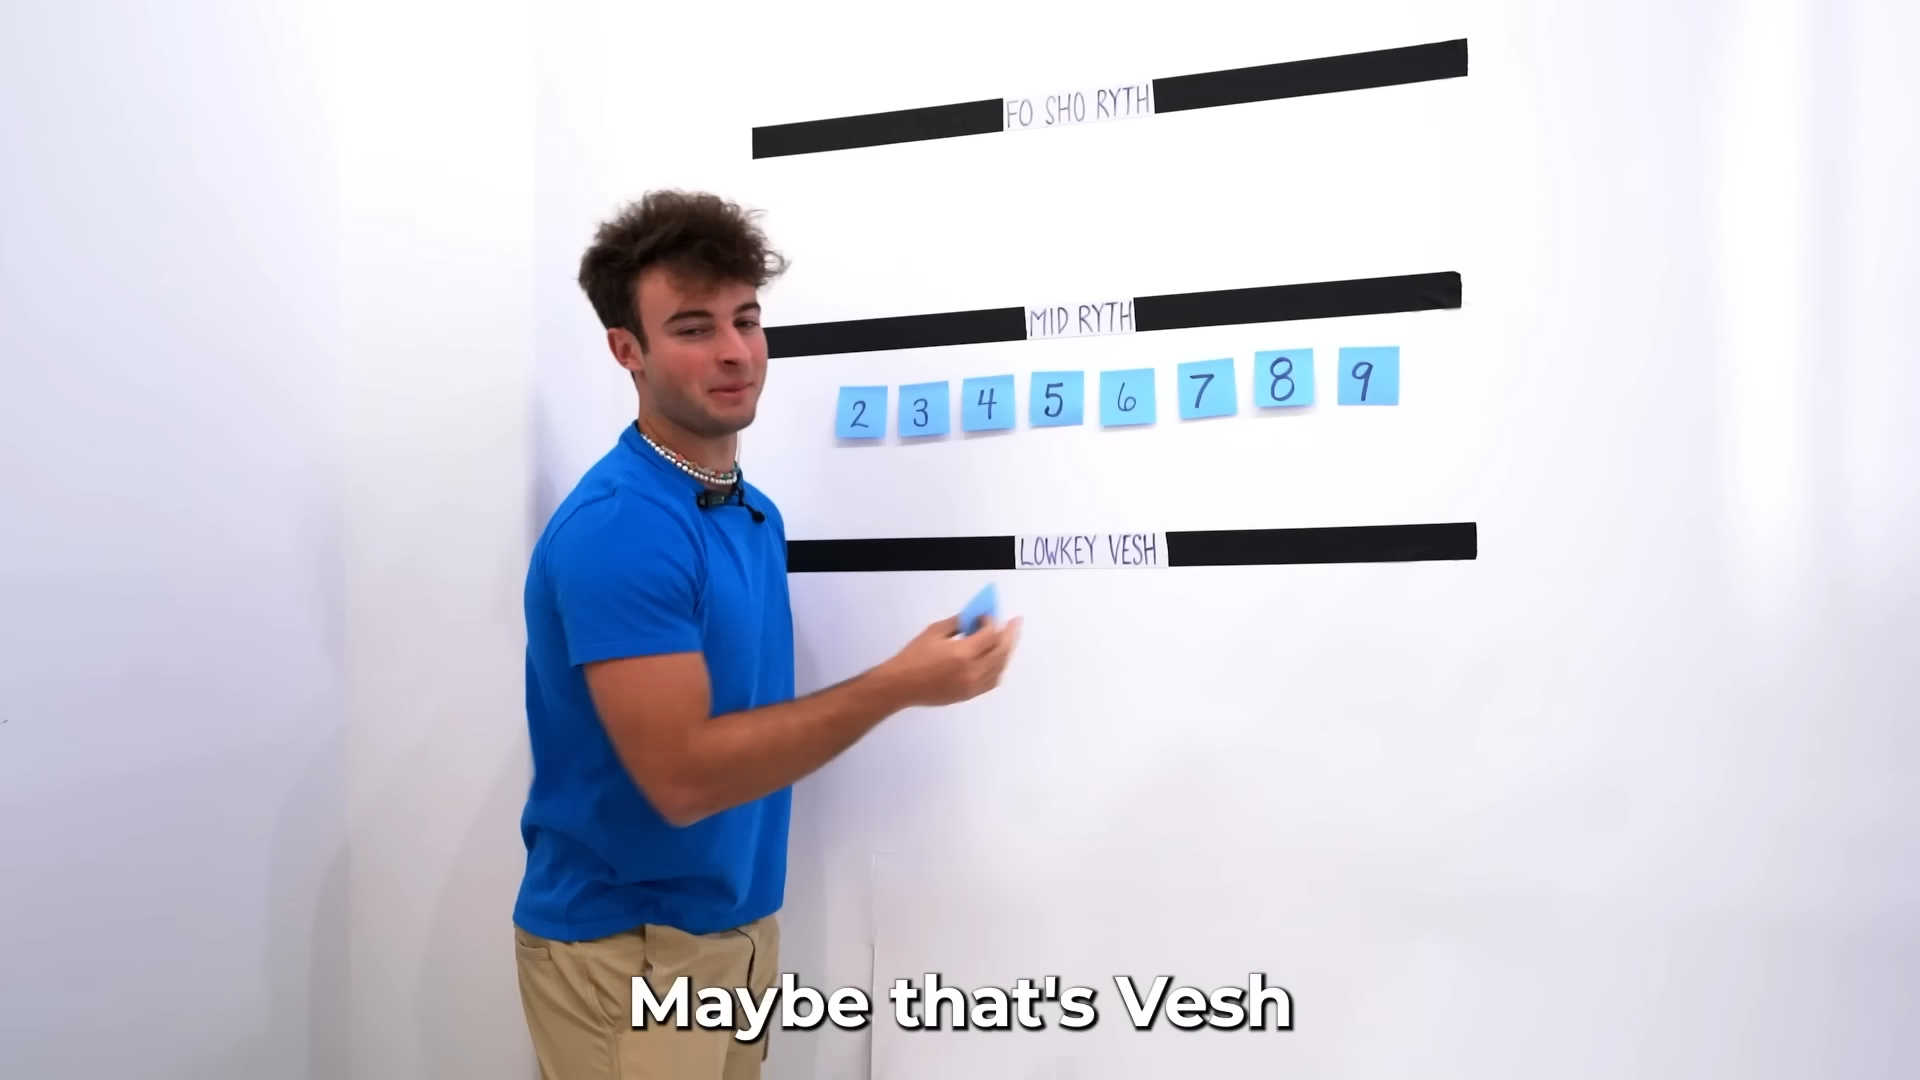 FO SHO RYTH
MID RYTH
2 3 4 5 6 7 8 9
LOWKEY VESH
Maybe that's Vesh